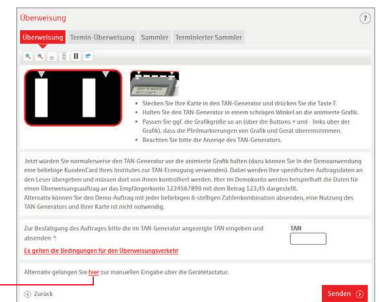 Überweisung
?
Überweisung Termin-Überweisung Sammler Terminierter Sammler
• Stecken Sie Ihre Karte in den TAN-Generator und drücken Sie die Taste F.
• Halten Sie den TAN-Generator in einem schrägen Winkel an die animierte Grafik.
• Passen Sie ggf. die Grafikgröße so an (über die Buttons + und - links über der
Grafik), dass die Pfeilmarkierungen von Grafik und Gerät übereinstimmen.
• Beachten Sie bitte die Anzeige des TAN-Generators.
Jetzt würden Sie normalerweise den TAN-Generator vor die animierte Grafik halten (dazu können Sie in der Demoanwendung
eine beliebige KundenCard Ihres Institutes zur TAN-Erzeugung verwenden). Dabei werden Ihre spezifischen Auftragsdaten an
den Leser übergeben und müssen dort von Ihnen kontrolliert werden. Hier im Demokonto werden beispielhaft die Daten für
einen Überweisungsauftrag an das Empfängerkonto 1234567890 mit dem Betrag 123,45 dargestellt.
Alternativ können Sie den Demo-Auftrag mit jeder beliebigen 6-stelligen Zahlenkombination absenden, eine Nutzung des
TAN-Generators und Ihrer Karte ist nicht notwendig.
Zur Bestätigung des Auftrages bitte die im TAN-Generator angezeigte TAN eingeben und TAN
absenden *:
Es gelten die Bedingungen für den Überweisungsverkehr
Alternativ gelangen Sie hier zur manuellen Eingabe über die Gerätetastatur.
Zurück Senden